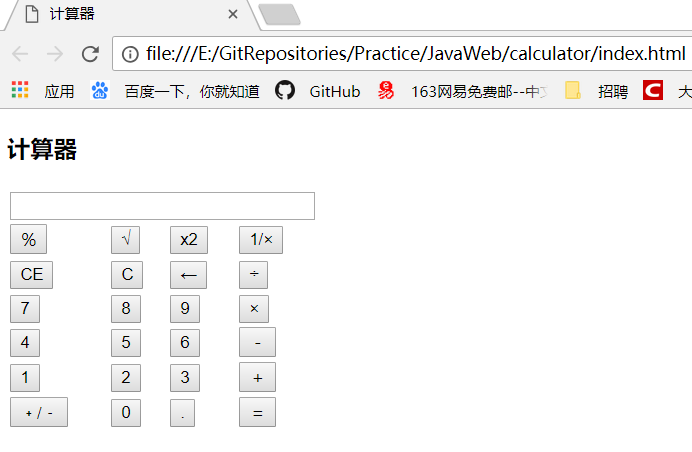 计算器
file:///E:/GitRepositories/Practice/JavaWeb/calculator/index.html
应用 百度一下，你就知道 GitHub 163网易免费邮--中 招聘 大
计算器
% √ x2 1/×
CE C ← ÷
7 8 9 ×
4 5 6 -
1 2 3 +
+ / - 0 . =